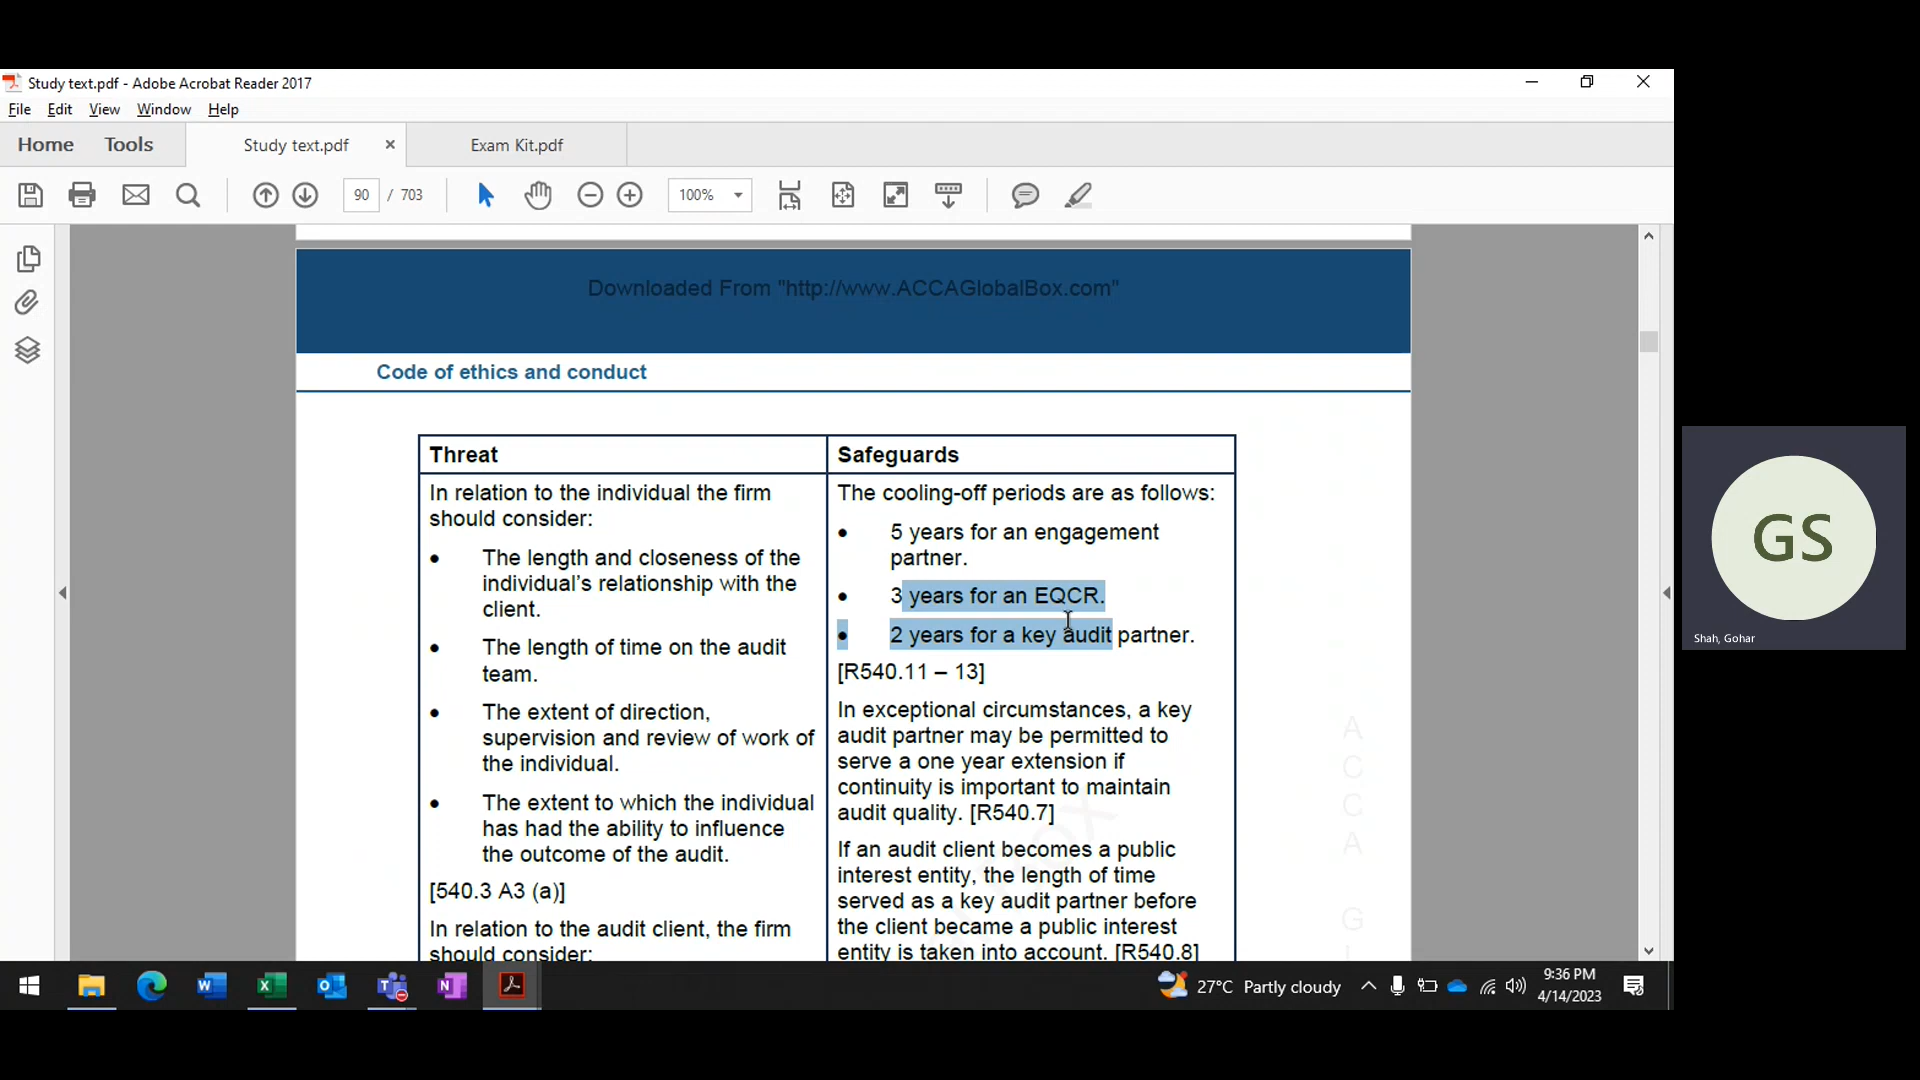 Study text.pdf - Adobe Acrobat Reader 2017
File Edit View Window Help
Home Tools Study text.pdf Exam Kit.pdf
90 / 703 100%
Downloaded From "http://www.ACCAGlobalBox.com"
Code of ethics and conduct
Threat
In relation to the individual the firm
should consider:
• The length and closeness of the
individual's relationship with the
client.
• The length of time on the audit
team.
• The extent of direction,
supervision and review of work of
the individual.
• The extent to which the individual
has had the ability to influence
the outcome of the audit.
[540.3 A3 (a)]
In relation to the audit client, the firm
should consider:
Safeguards
The cooling-off periods are as follows:
• 5 years for an engagement
partner.
• 3 years for an EQCR.
• 2 years for a key audit partner.
[R540.11 – 13]
In exceptional circumstances, a key
audit partner may be permitted to
serve a one year extension if
continuity is important to maintain
audit quality. [R540.7]
If an audit client becomes a public
interest entity, the length of time
served as a key audit partner before
the client became a public interest
entity is taken into account. [R540.8]
A
C
C
A
G
GS
Shah, Gohar
27°C Partly cloudy
9:36 PM
4/14/2023